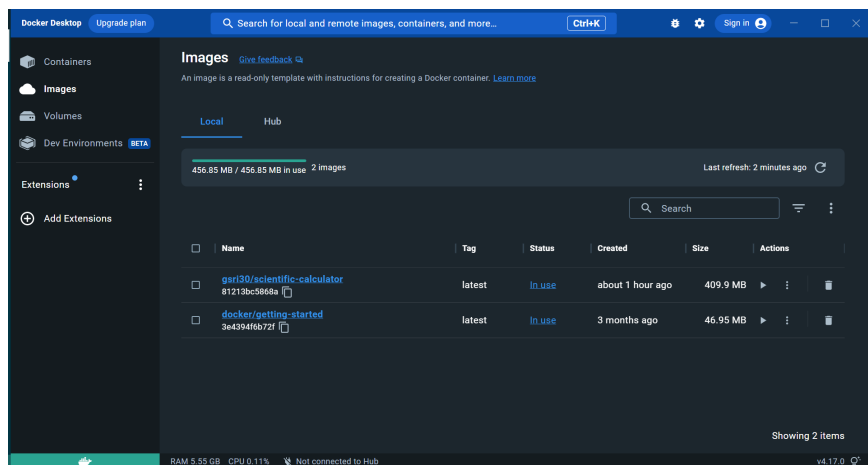 Docker Desktop Upgrade plan Search for local and remote images, containers, and more... Ctrl+K Sign in
Containers
Images
Volumes
Dev Environments BETA
Extensions
Add Extensions
Images Give feedback
An image is a read-only template with instructions for creating a Docker container. Learn more
Local Hub
456.85 MB / 456.85 MB in use 2 images Last refresh: 2 minutes ago
Search
Name Tag Status Created Size Actions
gsri30/scientific-calculator latest In use about 1 hour ago 409.9 MB
81213bc5868a
docker/getting-started latest In use 3 months ago 46.95 MB
3e4394f6b72f
Showing 2 items
RAM 5.55 GB CPU 0.11% Not connected to Hub v4.17.0